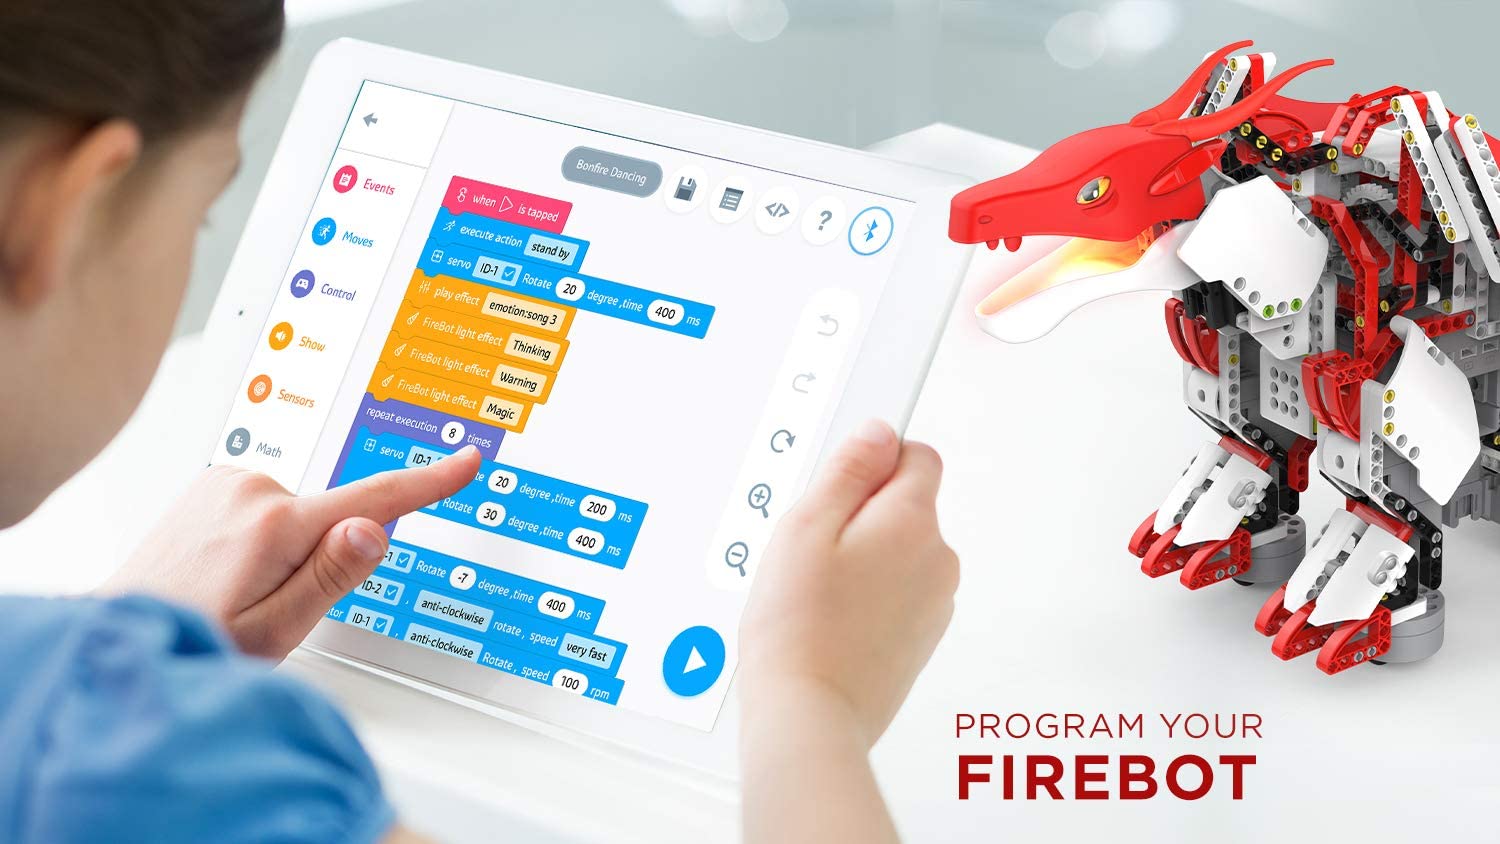 Bonfire Dancing
Events
Moves
Control
Show
Sensors
Math
when is tapped
execute action stand by
servo ID-1 Rotate 20 degree ,time 400 ms
play effect emotion:song 3
FireBot light effect Thinking
FireBot light effect Warning
FireBot light effect Magic
repeat execution 8 times
servo ID-1 20 degree ,time 200 ms
Rotate 30 degree ,time 400 ms
Rotate -7 degree ,time 400 ms
ID-2 , anti-clockwise rotate , speed very fast
ID-1 , anti-clockwise Rotate , speed 100 rpm
PROGRAM YOUR
FIREBOT